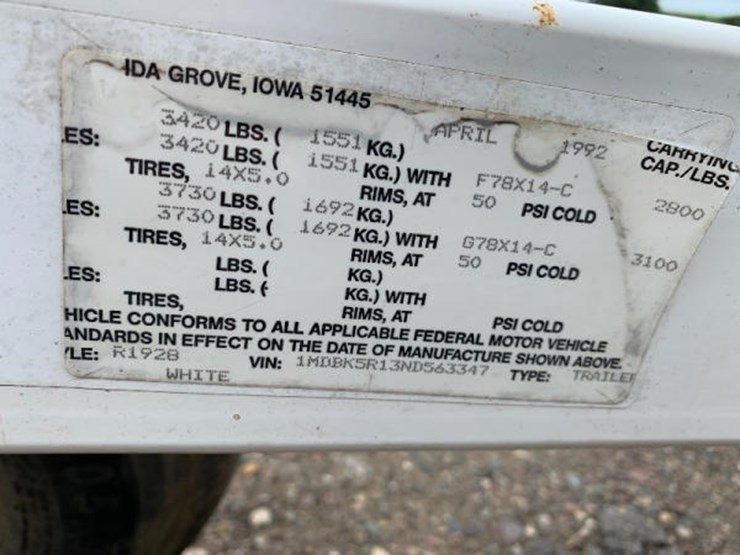 IDA GROVE, IOWA 51445
APRIL 1992 CARRYING
ES: 3420 LBS. ( 1551 KG.) CAP./LBS.
3420 LBS. ( 1551 KG.) WITH F78X14-C 2800
TIRES, 14X5.0 RIMS, AT 50 PSI COLD
ES: 3730 LBS. ( 1692 KG.)
3730 LBS. ( 1692 KG.) WITH G78X14-C 3100
TIRES, 14X5.0 RIMS, AT 50 PSI COLD
ES: LBS. ( KG.)
LBS. ( KG.) WITH
TIRES, RIMS, AT PSI COLD
HICLE CONFORMS TO ALL APPLICABLE FEDERAL MOTOR VEHICLE
ANDARDS IN EFFECT ON THE DATE OF MANUFACTURE SHOWN ABOVE.
YLE: R1928 VIN: 1MDBK5R13ND563347 TYPE: TRAILER
WHITE